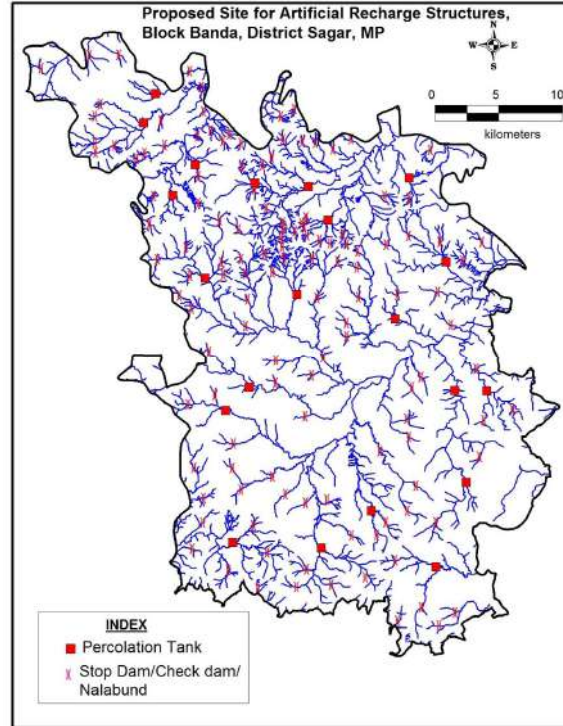 Proposed Site for Artificial Recharge Structures,
Block Banda, District Sagar, MP
N
W E
S
0 5 10
kilometers
INDEX
Percolation Tank
Stop Dam/Check dam/
Nalabund